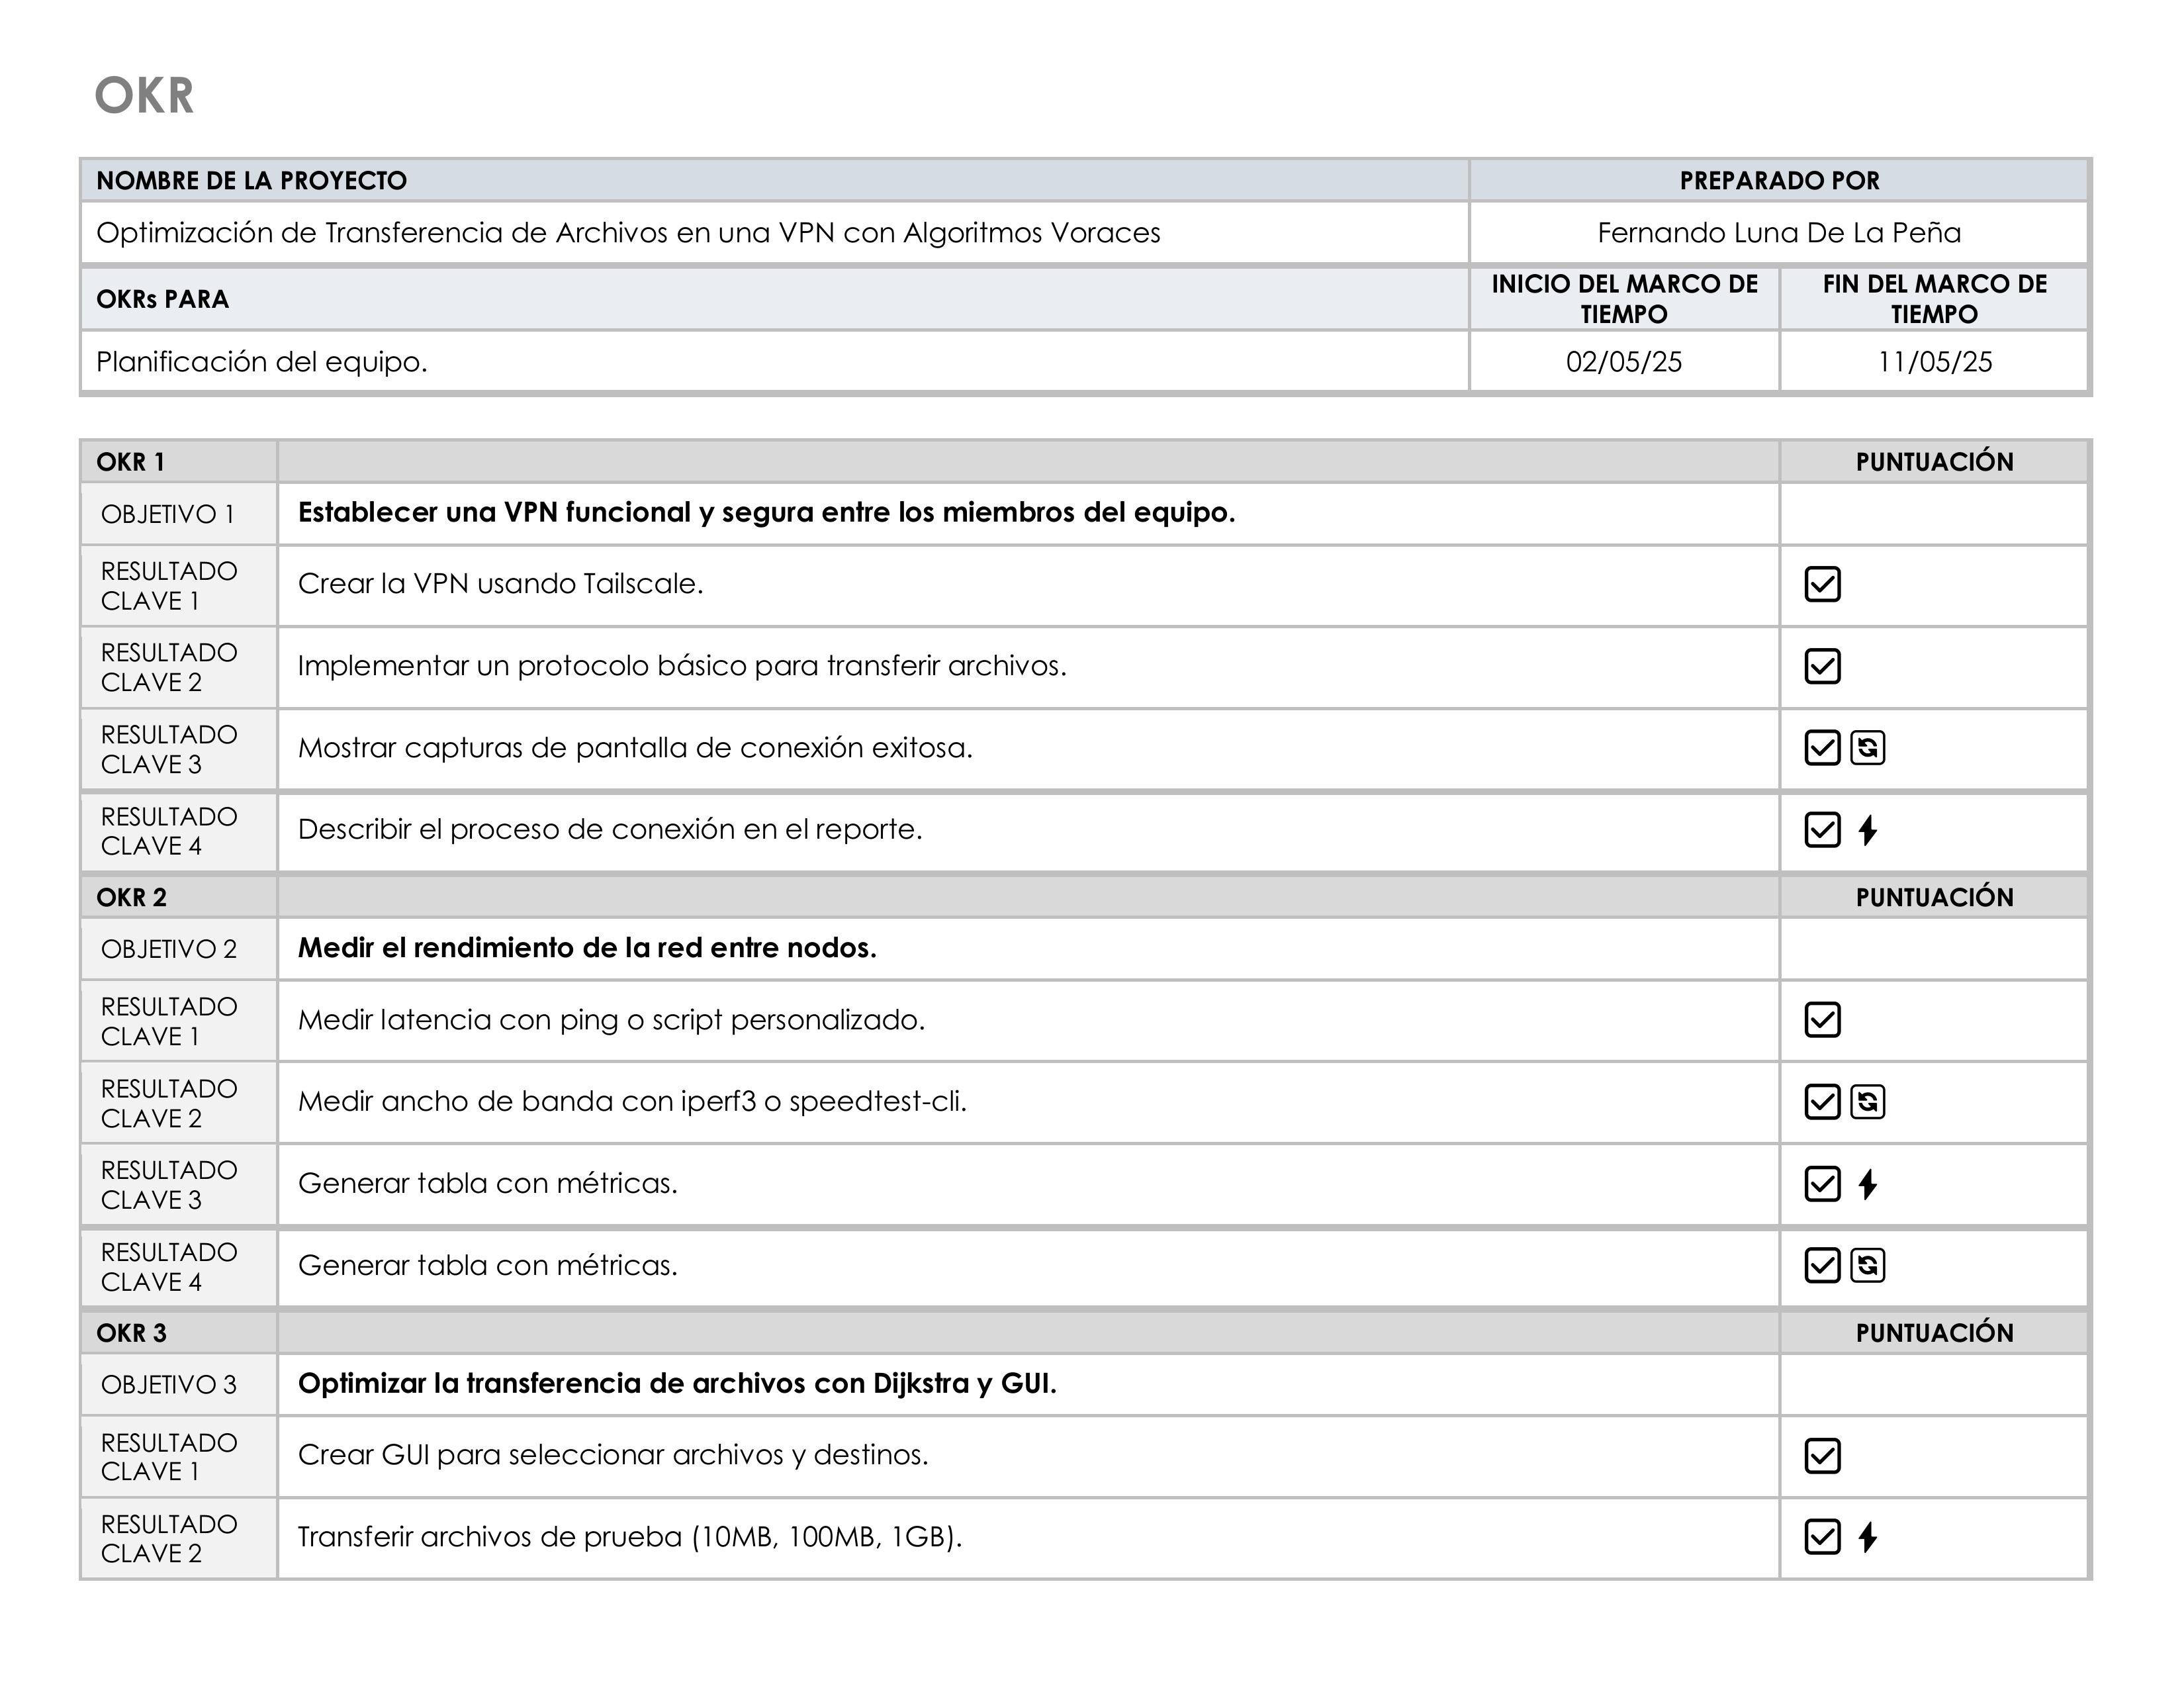 OKR
NOMBRE DE LA PROYECTO
PREPARADO POR
Optimización de Transferencia de Archivos en una VPN con Algoritmos Voraces
Fernando Luna De La Peña
OKRs PARA
INICIO DEL MARCO DE
TIEMPO
FIN DEL MARCO DE
TIEMPO
Planificación del equipo.
02/05/25
11/05/25
OKR 1
PUNTUACIÓN
OBJETIVO 1
Establecer una VPN funcional y segura entre los miembros del equipo.
RESULTADO
CLAVE 1
Crear la VPN usando Tailscale.
RESULTADO
CLAVE 2
Implementar un protocolo básico para transferir archivos.
RESULTADO
CLAVE 3
Mostrar capturas de pantalla de conexión exitosa.
RESULTADO
CLAVE 4
Describir el proceso de conexión en el reporte.
OKR 2
PUNTUACIÓN
OBJETIVO 2
Medir el rendimiento de la red entre nodos.
RESULTADO
CLAVE 1
Medir latencia con ping o script personalizado.
RESULTADO
CLAVE 2
Medir ancho de banda con iperf3 o speedtest-cli.
RESULTADO
CLAVE 3
Generar tabla con métricas.
RESULTADO
CLAVE 4
Generar tabla con métricas.
OKR 3
PUNTUACIÓN
OBJETIVO 3
Optimizar la transferencia de archivos con Dijkstra y GUI.
RESULTADO
CLAVE 1
Crear GUI para seleccionar archivos y destinos.
RESULTADO
CLAVE 2
Transferir archivos de prueba (10MB, 100MB, 1GB).